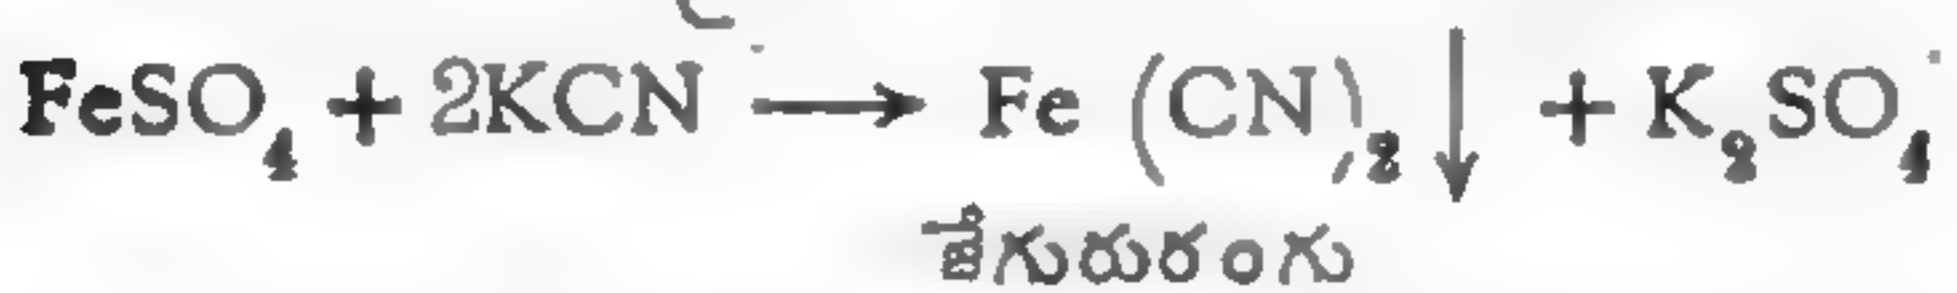 FeSO₄ + 2KCN ⟶ Fe (CN)₂ ↓ + K₂SO₄
జేగురురంగు